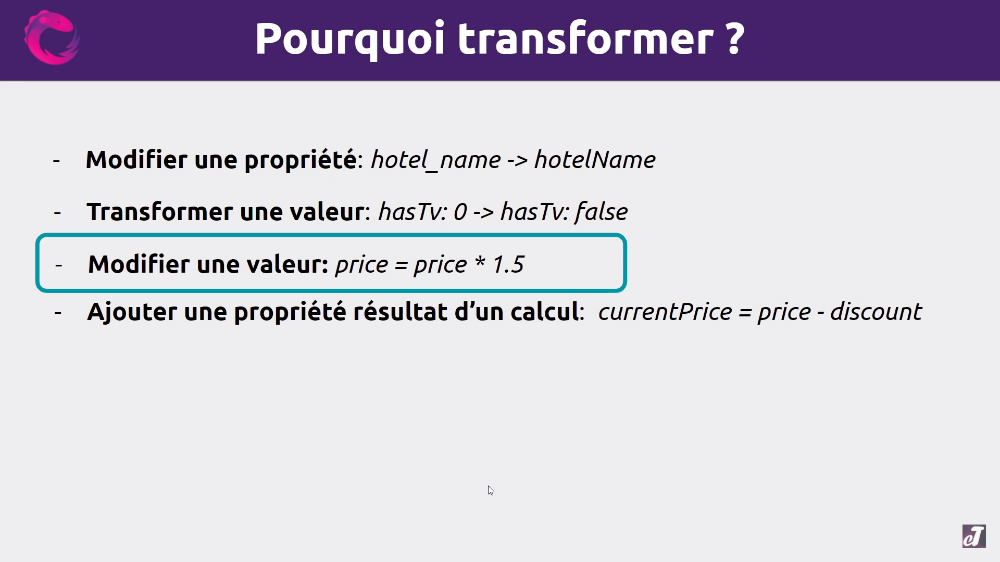 Pourquoi transformer ?
- Modifier une propriété: hotel_name -> hotelName
- Transformer une valeur: hasTv: 0 -> hasTv: false
- Modifier une valeur: price = price * 1.5
- Ajouter une propriété résultat d’un calcul: currentPrice = price - discount
cT